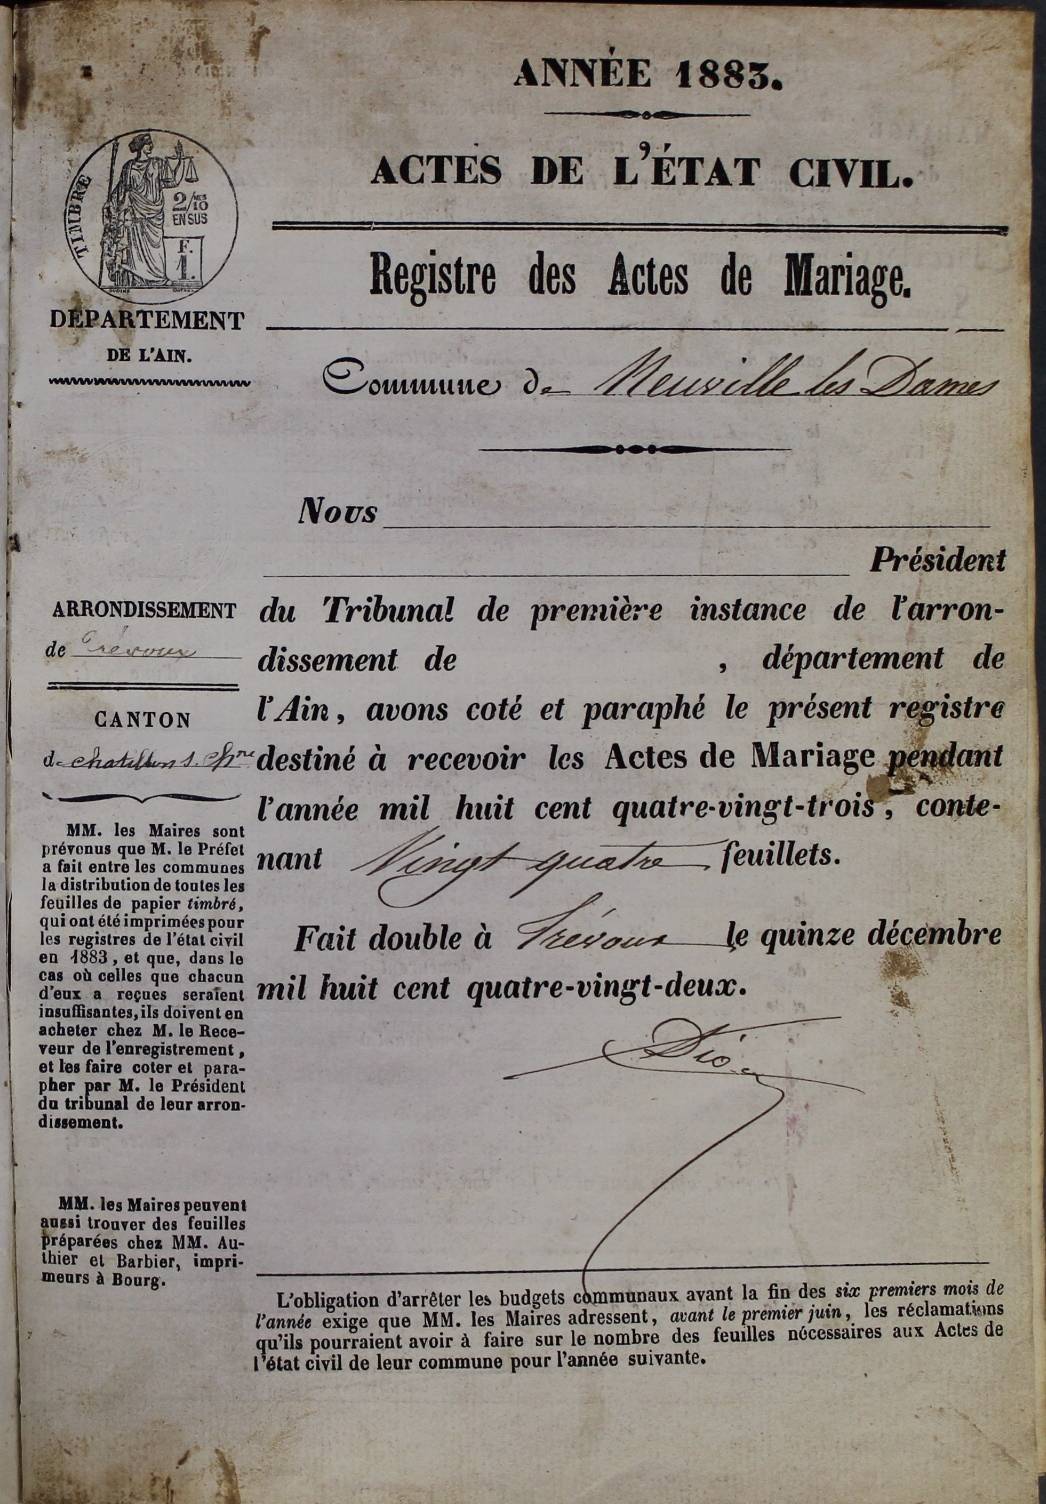 ANNÉE 1883.
ACTES DE L'ÉTAT CIVIL.
TIMBRE
2/10 MES
EN SUS
F.
1.
DÉPARTEMENT
DE L'AIN.
Registre des Actes de Mariage.
Commune de Neuville les Dames
Nous
Président
ARRONDISSEMENT
de Trévoux
CANTON
de chatillon s. Chne
MM. les Maires sont
prévenus que M. le Préfet
a fait entre les communes
la distribution de toutes les
feuilles de papier timbré,
qui ont été imprimées pour
les registres de l'état civil
en 1883, et que, dans le
cas où celles que chacun
d'eux a reçues seraient
insuffisantes, ils doivent en
acheter chez M. le Rece-
veur de l'enregistrement,
et les faire coter et para-
pher par M. le Président
du tribunal de leur arron-
dissement.
MM. les Maires peuvent
aussi trouver des feuilles
préparées chez MM. Au-
thier et Barbier, impri-
meurs à Bourg.
du Tribunal de première instance de l'arron-
dissement de , département de
l'Ain, avons coté et paraphé le présent registre
destiné à recevoir les Actes de Mariage pendant
l'année mil huit cent quatre-vingt-trois, conte-
nant Vingt quatre feuillets.
Fait double à Trévoux le quinze décembre
mil huit cent quatre-vingt-deux.
L'obligation d'arrêter les budgets communaux avant la fin des six premiers mois de
l'année exige que MM. les Maires adressent, avant le premier juin, les réclamations
qu'ils pourraient avoir à faire sur le nombre des feuilles nécessaires aux Actes de
l'état civil de leur commune pour l'année suivante.